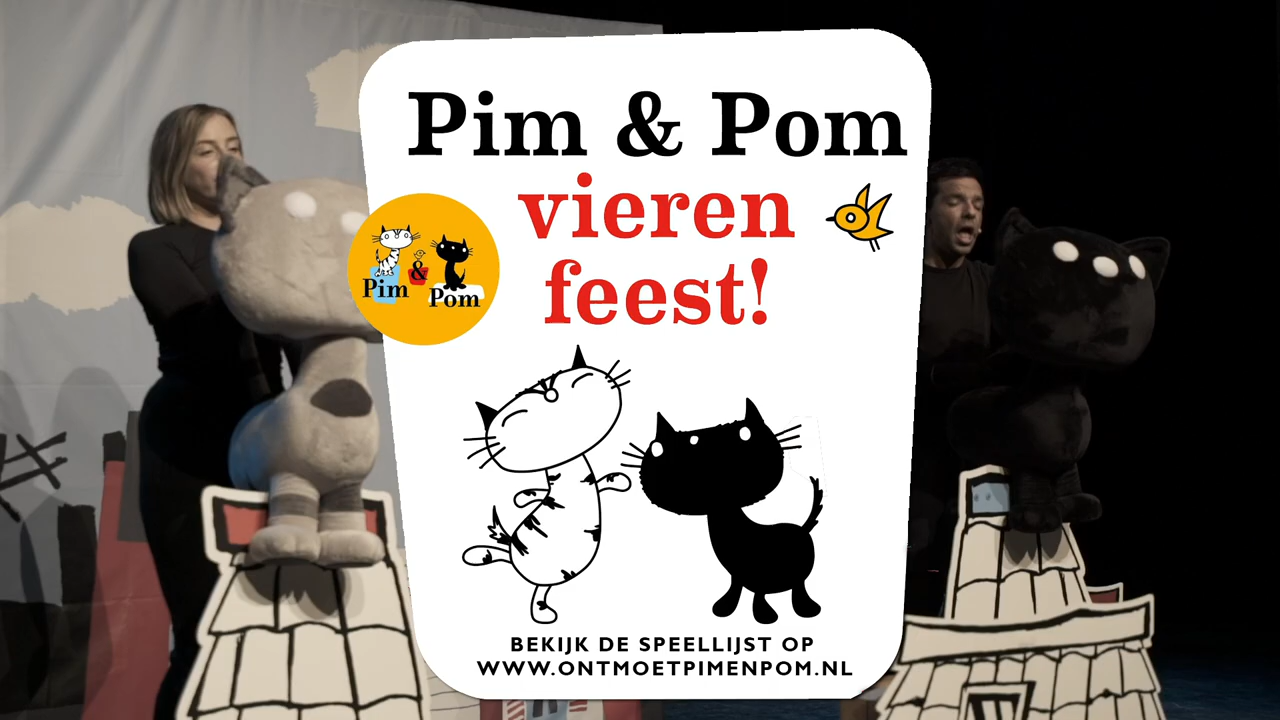 Pim & Pom
vieren
feest!
Pim & Pom
BEKIJK DE SPEELLIJST OP
WWW.ONTMOETPIMENPOM.NL